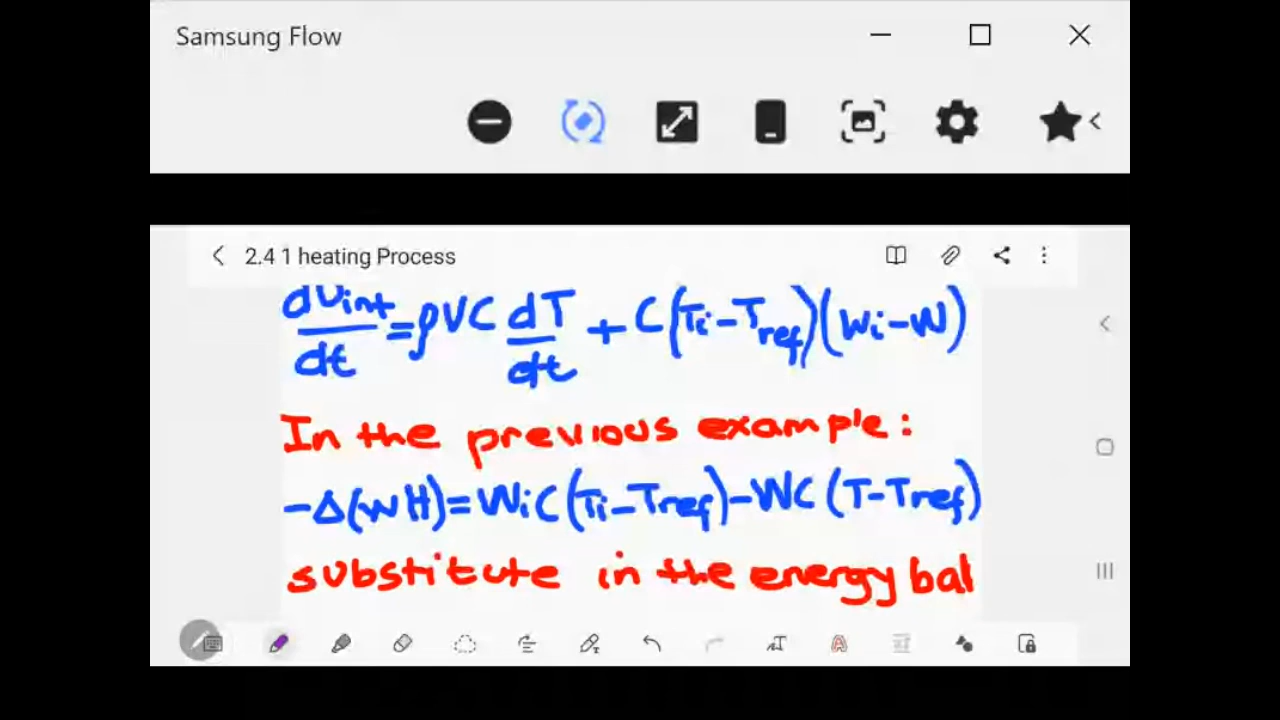 Samsung Flow
2.4 1 heating Process
dUint/dt = ρVC dT/dt + C(Ti-Tref)(Wi-W)
In the previous example:
-Δ(WH)=WiC(Ti-Tref)-WC(T-Tref)
substitute in the energy bal